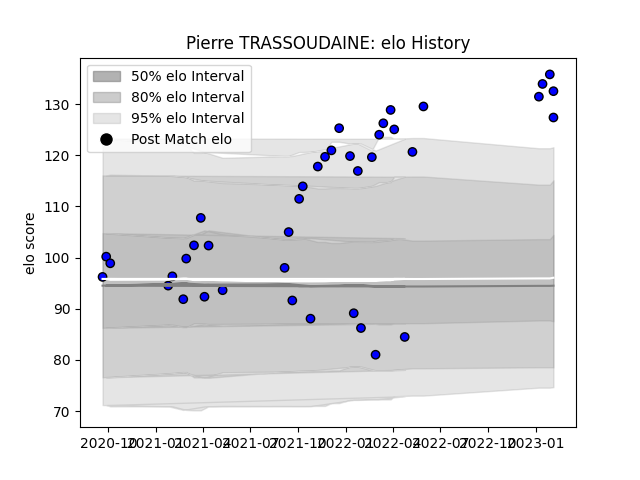 Pierre TRASSOUDAINE: elo History
50% elo Interval
80% elo Interval
95% elo Interval
Post Match elo
elo score
130
120
110
100
90
80
70
2020-10 2021-01 2021-04 2021-07 2021-10 2022-01 2022-04 2022-07 2022-10 2023-01